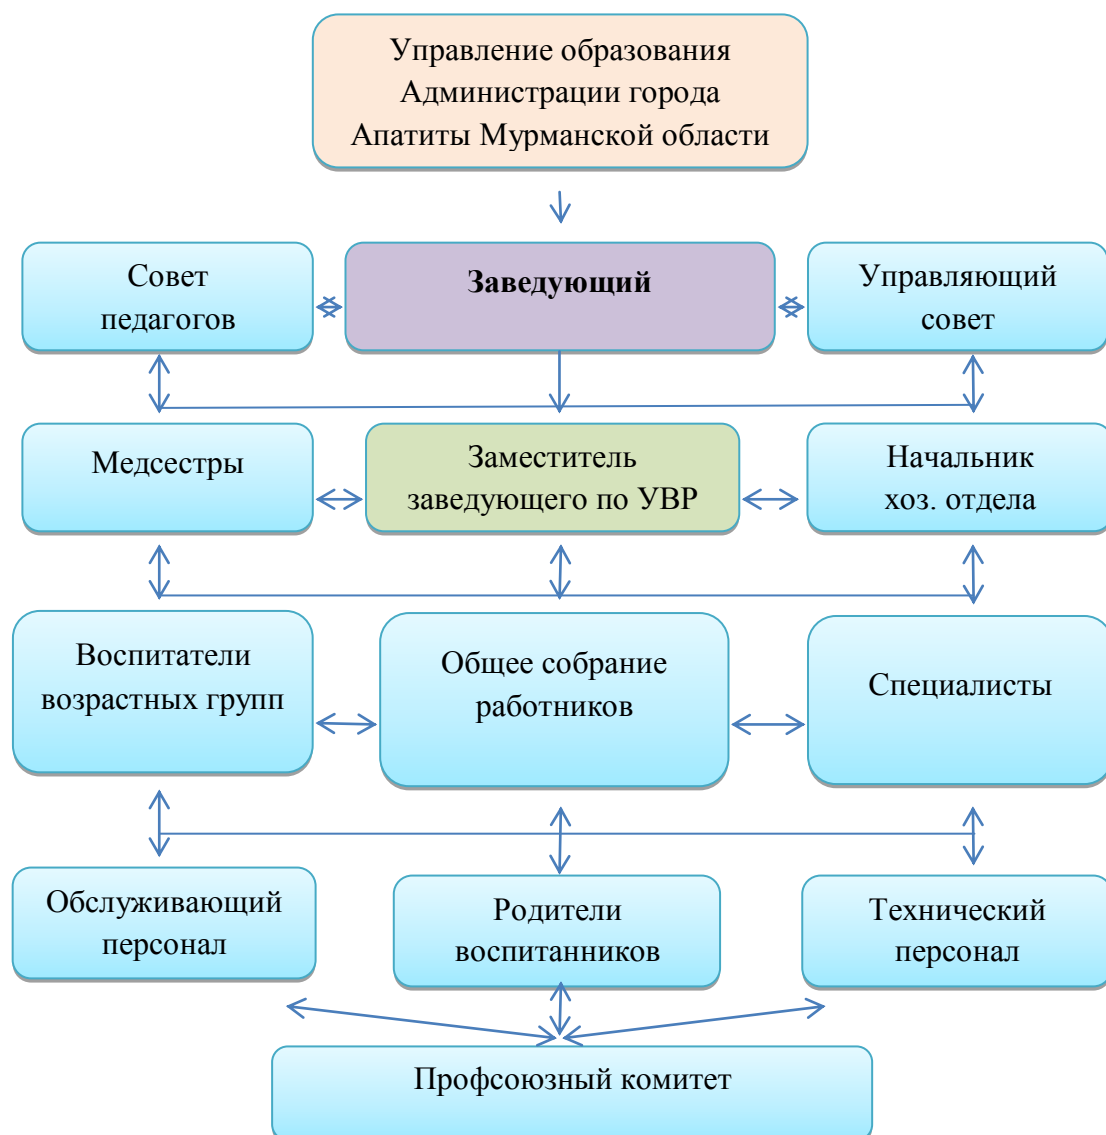 Управление образования
Администрации города
Апатиты Мурманской области
Совет
педагогов
Заведующий
Управляющий
совет
Медсестры
Заместитель
заведующего по УВР
Начальник
хоз. отдела
Воспитатели
возрастных групп
Общее собрание
работников
Специалисты
Обслуживающий
персонал
Родители
воспитанников
Технический
персонал
Профсоюзный комитет